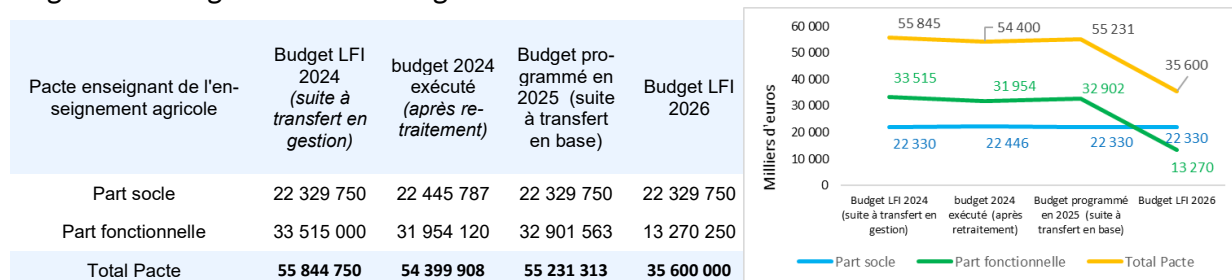 Pacte enseignant de l'en-
seignement agricole
Budget LFI
2024
(suite à
transfert en
gestion)
budget 2024
exécuté
(après re-
traitement)
Budget pro-
grammé en
2025 (suite
à transfert
en base)
Budget LFI
2026
Part socle 22 329 750 22 445 787 22 329 750 22 329 750
Part fonctionnelle 33 515 000 31 954 120 32 901 563 13 270 250
Total Pacte 55 844 750 54 399 908 55 231 313 35 600 000
Milliers d'euros
60 000
50 000
40 000
30 000
20 000
10 000
0
55 845 54 400 55 231 35 600
33 515 31 954 32 902 13 270
22 330 22 446 22 330 22 330
Budget LFI 2024
(suite à transfert en
gestion)
budget 2024
exécuté (après
retraitement)
Budget programmé
en 2025 (suite à
transfert en base)
Budget LFI 2026
Part socle Part fonctionnelle Total Pacte